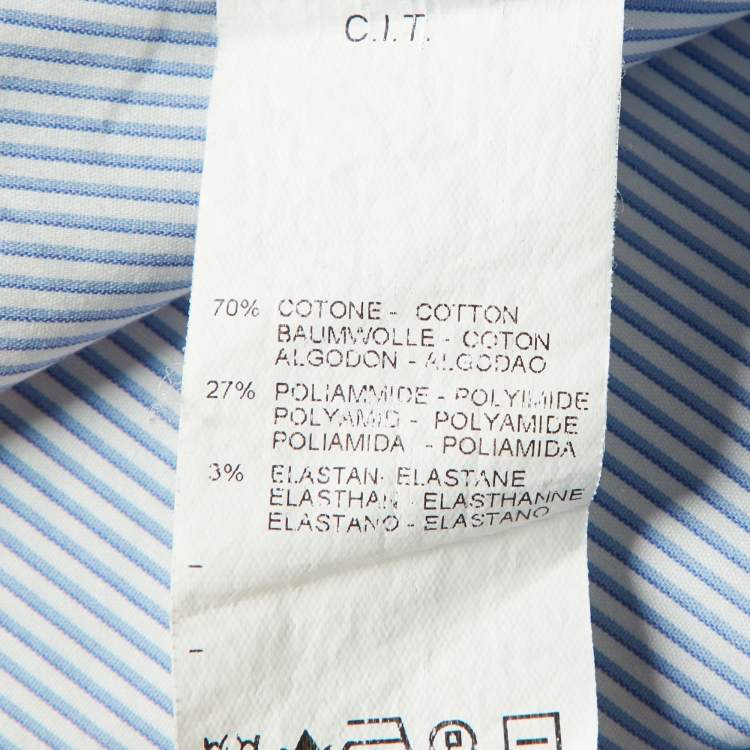 C.I.T.
70% COTONE - COTTON
BAUMWOLLE - COTON
ALGODON - ALGODAO
27% POLIAMMIDE - POLYIMIDE
POLYAMID - POLYAMIDE
POLIAMIDA - POLIAMIDA
3% ELASTAN- ELASTANE
ELASTHAN - ELASTHANNE
ELASTANO - ELASTANO
-
-
P